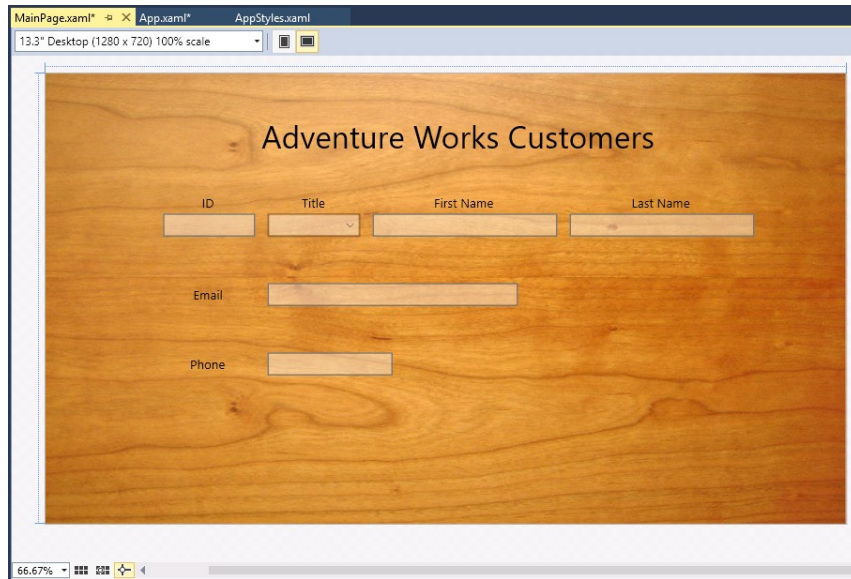 MainPage.xaml* App.xaml* AppStyles.xaml
13.3" Desktop (1280 x 720) 100% scale
Adventure Works Customers
ID Title First Name Last Name
Email
Phone
66.67%